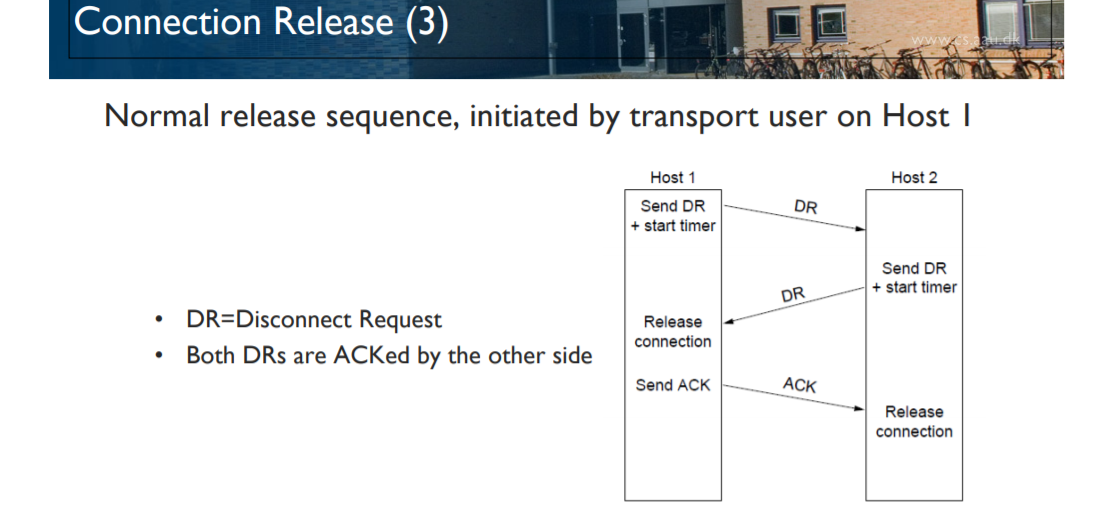 Connection Release (3)
www.cs.aau.dk
Normal release sequence, initiated by transport user on Host 1
• DR=Disconnect Request
• Both DRs are ACKed by the other side
Host 1
Host 2
Send DR
+ start timer
DR
Send DR
+ start timer
DR
Release
connection
Send ACK
ACK
Release
connection